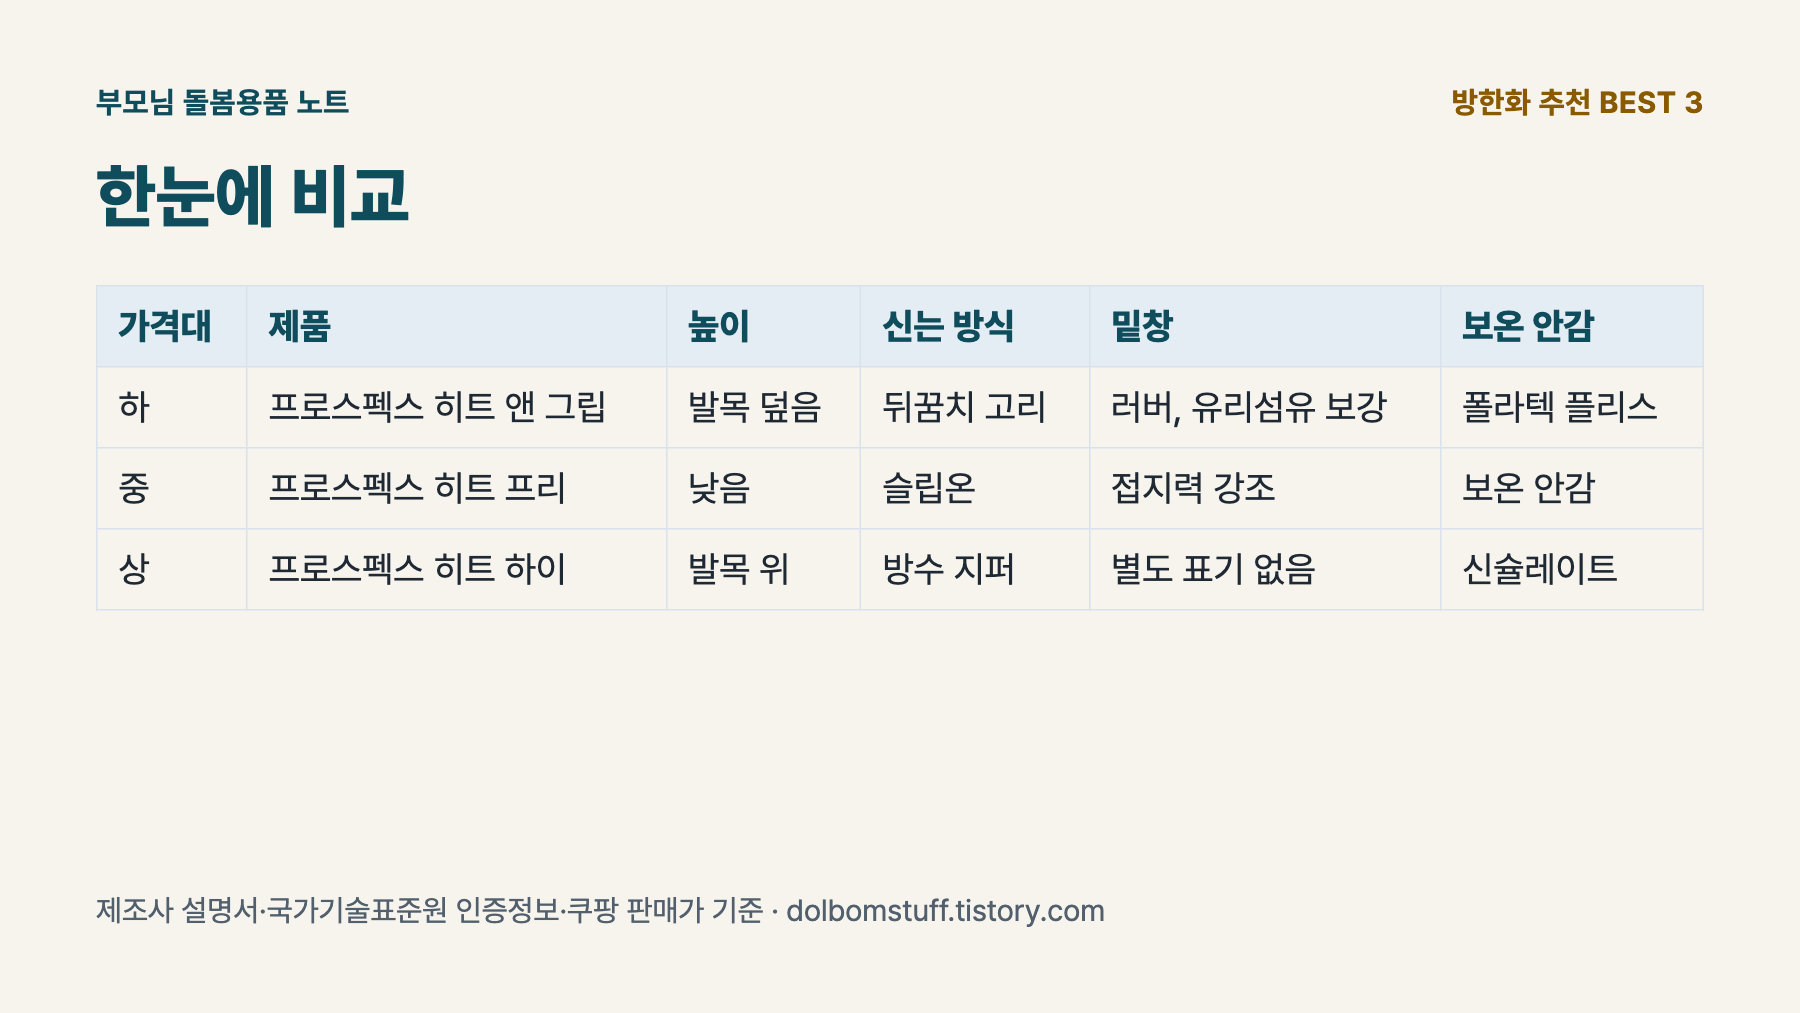 부모님 돌봄용품 노트
방한화 추천 BEST 3
한눈에 비교
가격대 제품 높이 신는 방식 밑창 보온 안감
하 프로스펙스 히트 앤 그립 발목 덮음 뒤꿈치 고리 러버, 유리섬유 보강 폴라텍 플리스
중 프로스펙스 히트 프리 낮음 슬립온 접지력 강조 보온 안감
상 프로스펙스 히트 하이 발목 위 방수 지퍼 별도 표기 없음 신슐레이트
제조사 설명서·국가기술표준원 인증정보·쿠팡 판매가 기준 · dolbomstuff.tistory.com